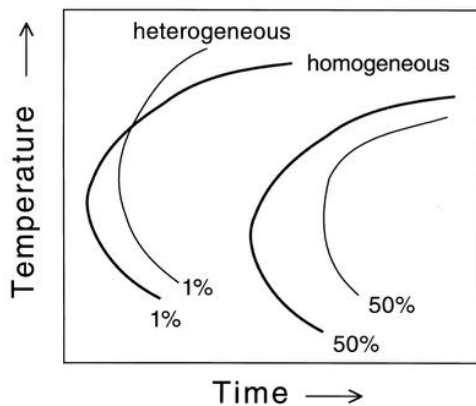 heterogeneous
homogeneous
Temperature
1%
1%
50%
50%
Time